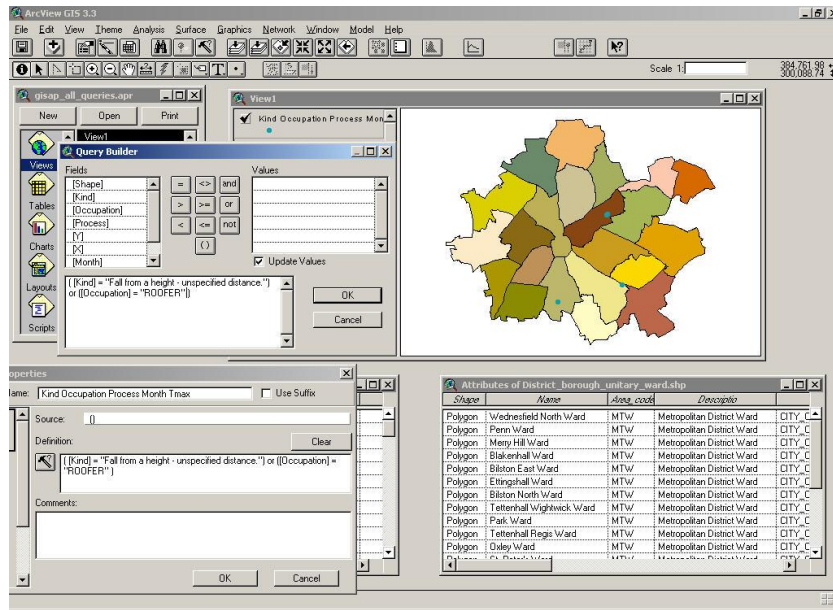 ArcView GIS 3.3
File Edit View Theme Analysis Surface Graphics Network Window Model Help
Scale 1:
384,761.98
300,088.74
gisap_all_queries.apr
New Open Print
View1
Views
Tables
Charts
Layouts
Scripts
View1
Kind Occupation Process Mon
Query Builder
Fields
Values
[Shape]
[Kind]
[Occupation]
[Process]
[Y]
[X]
[Month]
= <> and
> >= or
< <= not
( )
Update Values
( [Kind] = "Fall from a height - unspecified distance.")
or ([Occupation] = "ROOFER")
OK
Cancel
operties
Name: Kind Occupation Process Month Tmax
Use Suffix
Source: {}
Definition:
Clear
( [Kind] = "Fall from a height - unspecified distance.") or ([Occupation] =
"ROOFER" )
Comments:
OK Cancel
Attributes of District_borough_unitary_ward.shp
Shape Name Area_code Descriptio
Polygon Wednesfield North Ward MTW Metropolitan District Ward CITY_C
Polygon Penn Ward MTW Metropolitan District Ward CITY_C
Polygon Merry Hill Ward MTW Metropolitan District Ward CITY_C
Polygon Blakenhall Ward MTW Metropolitan District Ward CITY_C
Polygon Bilston East Ward MTW Metropolitan District Ward CITY_C
Polygon Ettingshall Ward MTW Metropolitan District Ward CITY_C
Polygon Bilston North Ward MTW Metropolitan District Ward CITY_C
Polygon Tettenhall Wightwick Ward MTW Metropolitan District Ward CITY_C
Polygon Park Ward MTW Metropolitan District Ward CITY_C
Polygon Tettenhall Regis Ward MTW Metropolitan District Ward CITY_C
Polygon Oxley Ward MTW Metropolitan District Ward CITY_C